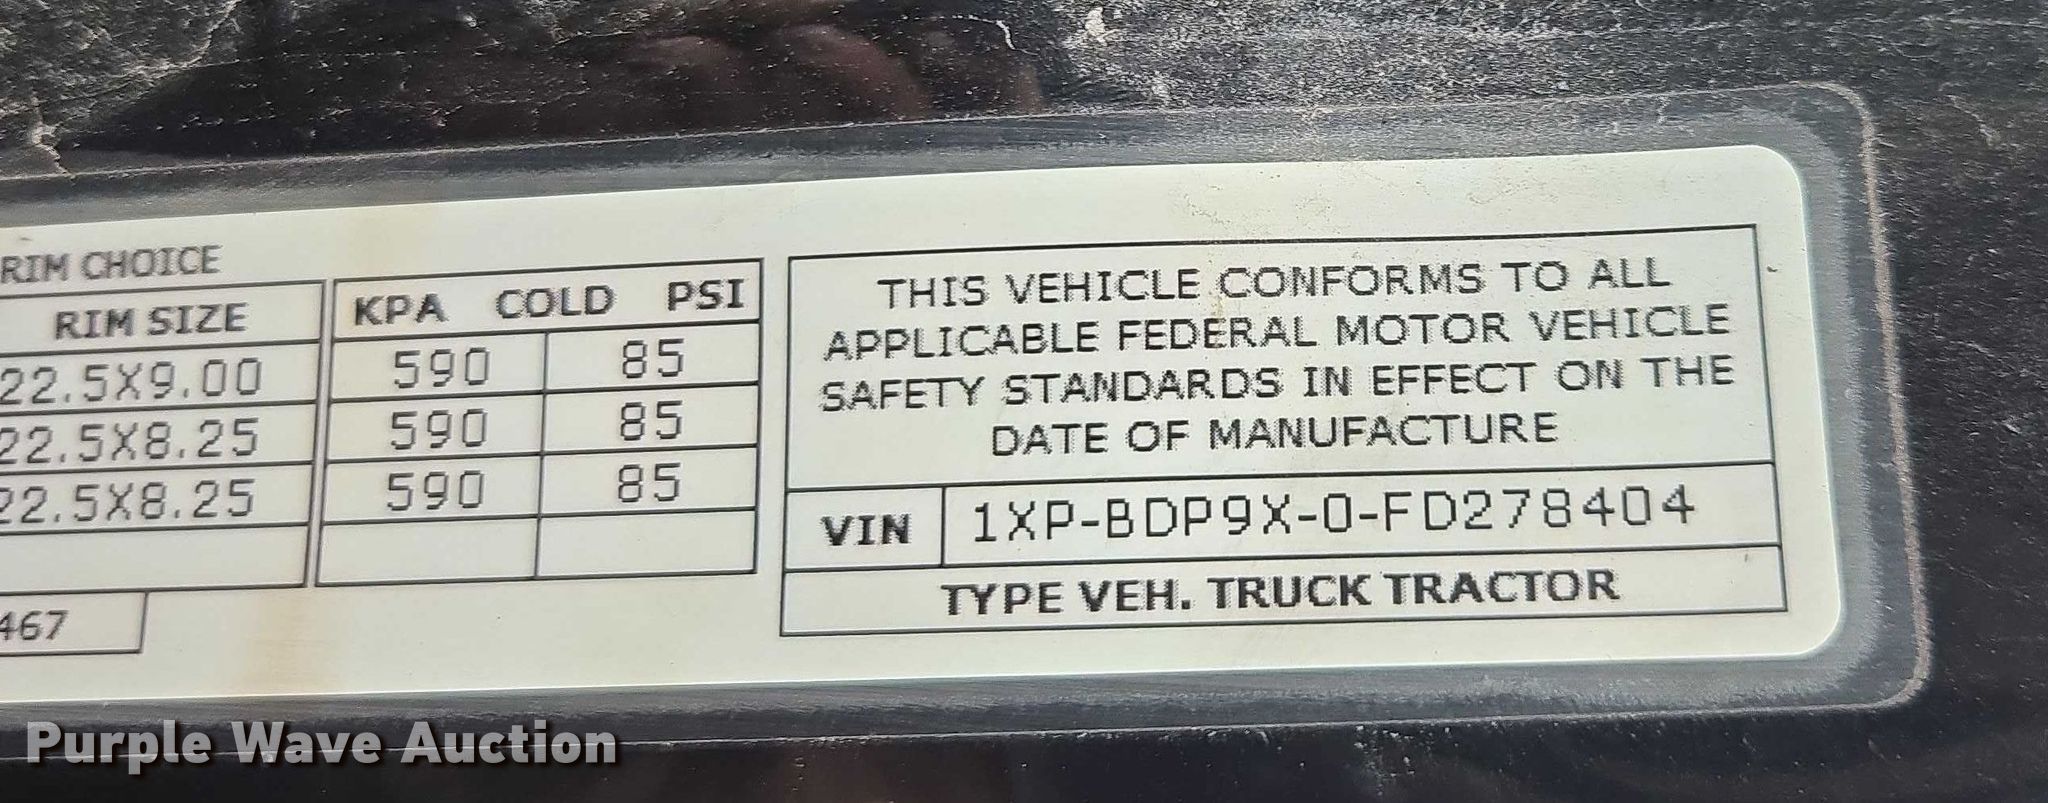 RIM CHOICE
RIM SIZE
KPA COLD PSI
22.5X9.00 590 85
22.5X8.25 590 85
22.5X8.25 590 85
467
THIS VEHICLE CONFORMS TO ALL
APPLICABLE FEDERAL MOTOR VEHICLE
SAFETY STANDARDS IN EFFECT ON THE
DATE OF MANUFACTURE
VIN 1XP-BDP9X-0-FD278404
TYPE VEH. TRUCK TRACTOR
Purple Wave Auction